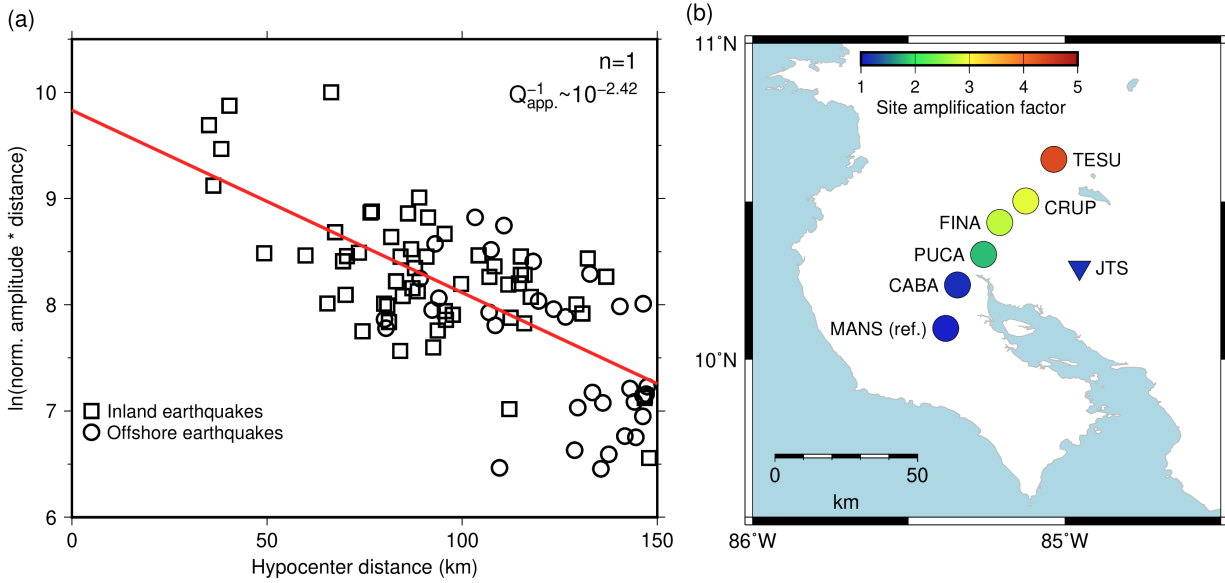 (a)
ln(norm. amplitude * distance)
10
9
8
7
6
n=1
Q⁻¹app.~10⁻²·⁴²
Inland earthquakes
Offshore earthquakes
0 50 100 150
Hypocenter distance (km)
(b)
11°N
10°N
1 2 3 4 5
Site amplification factor
TESU
CRUP
FINA
PUCA
JTS
CABA
MANS (ref.)
0 50
km
86°W 85°W